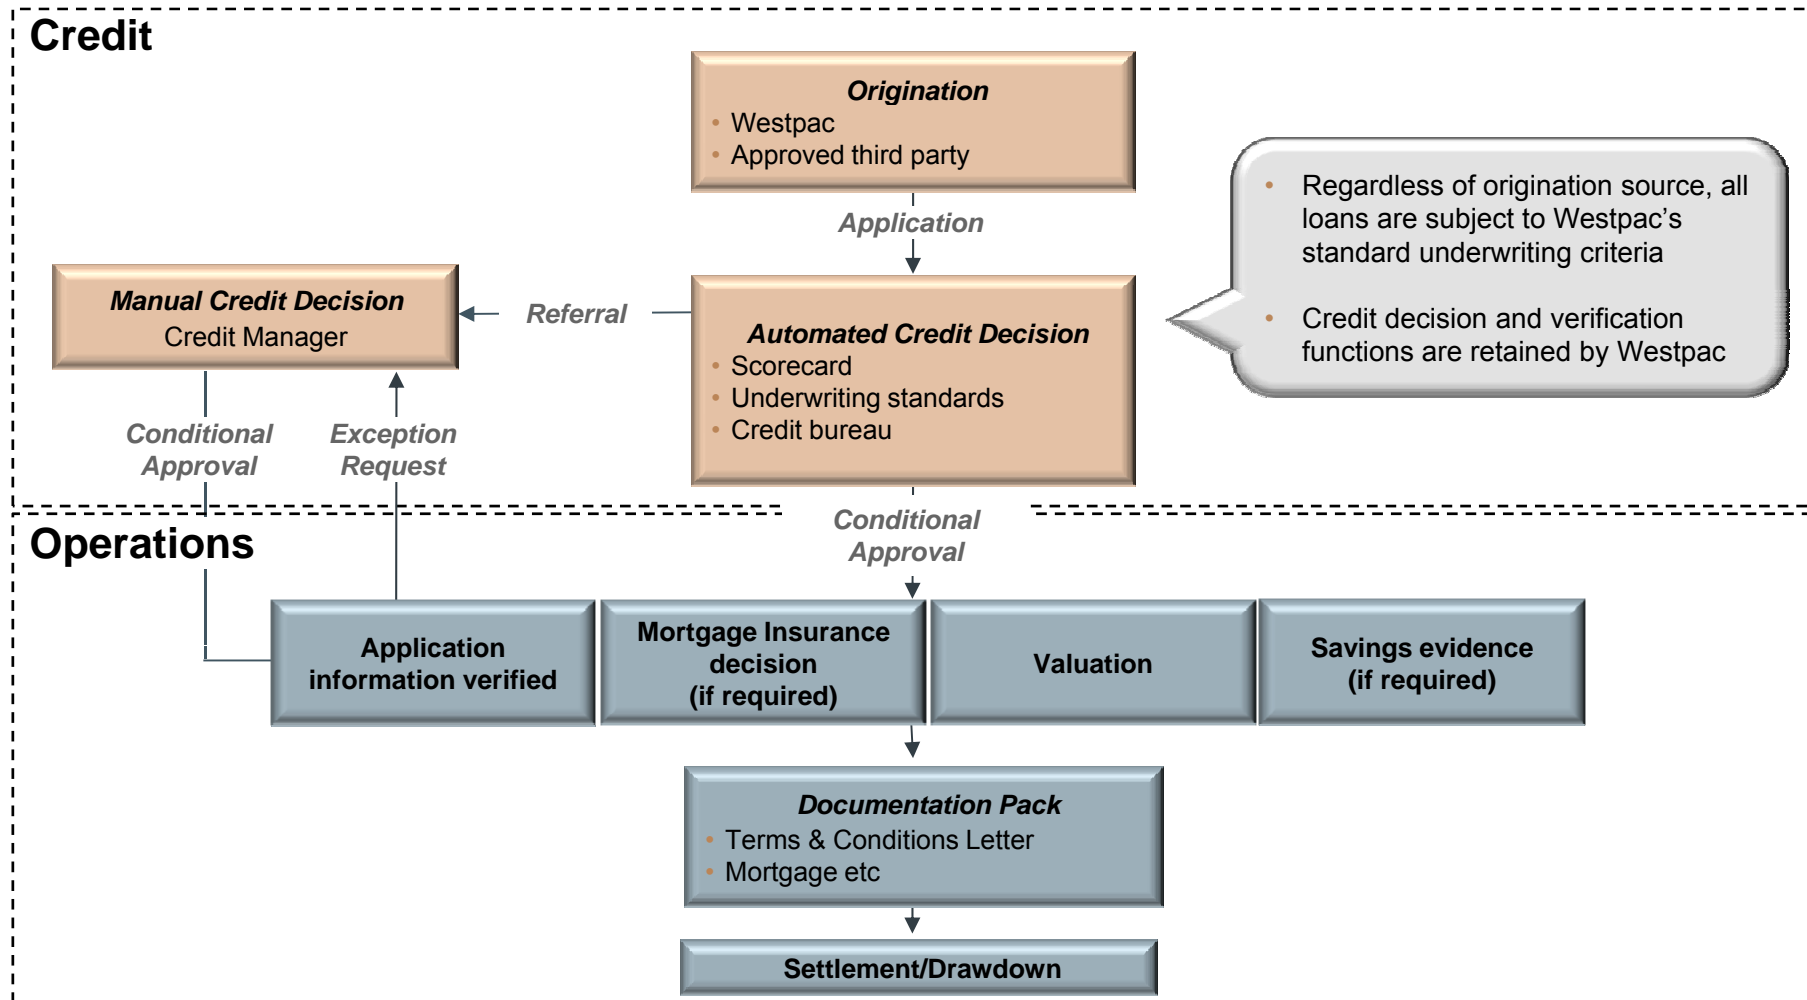 Credit
Origination
• Westpac
• Approved third party
Application
• Regardless of origination source, all
loans are subject to Westpac's
standard underwriting criteria
• Credit decision and verification
functions are retained by Westpac
Manual Credit Decision
Credit Manager
Referral
Automated Credit Decision
• Scorecard
• Underwriting standards
• Credit bureau
Conditional
Approval
Exception
Request
Conditional
Approval
Operations
Application
information verified
Mortgage Insurance
decision
(if required)
Valuation
Savings evidence
(if required)
Documentation Pack
• Terms & Conditions Letter
• Mortgage etc
Settlement/Drawdown